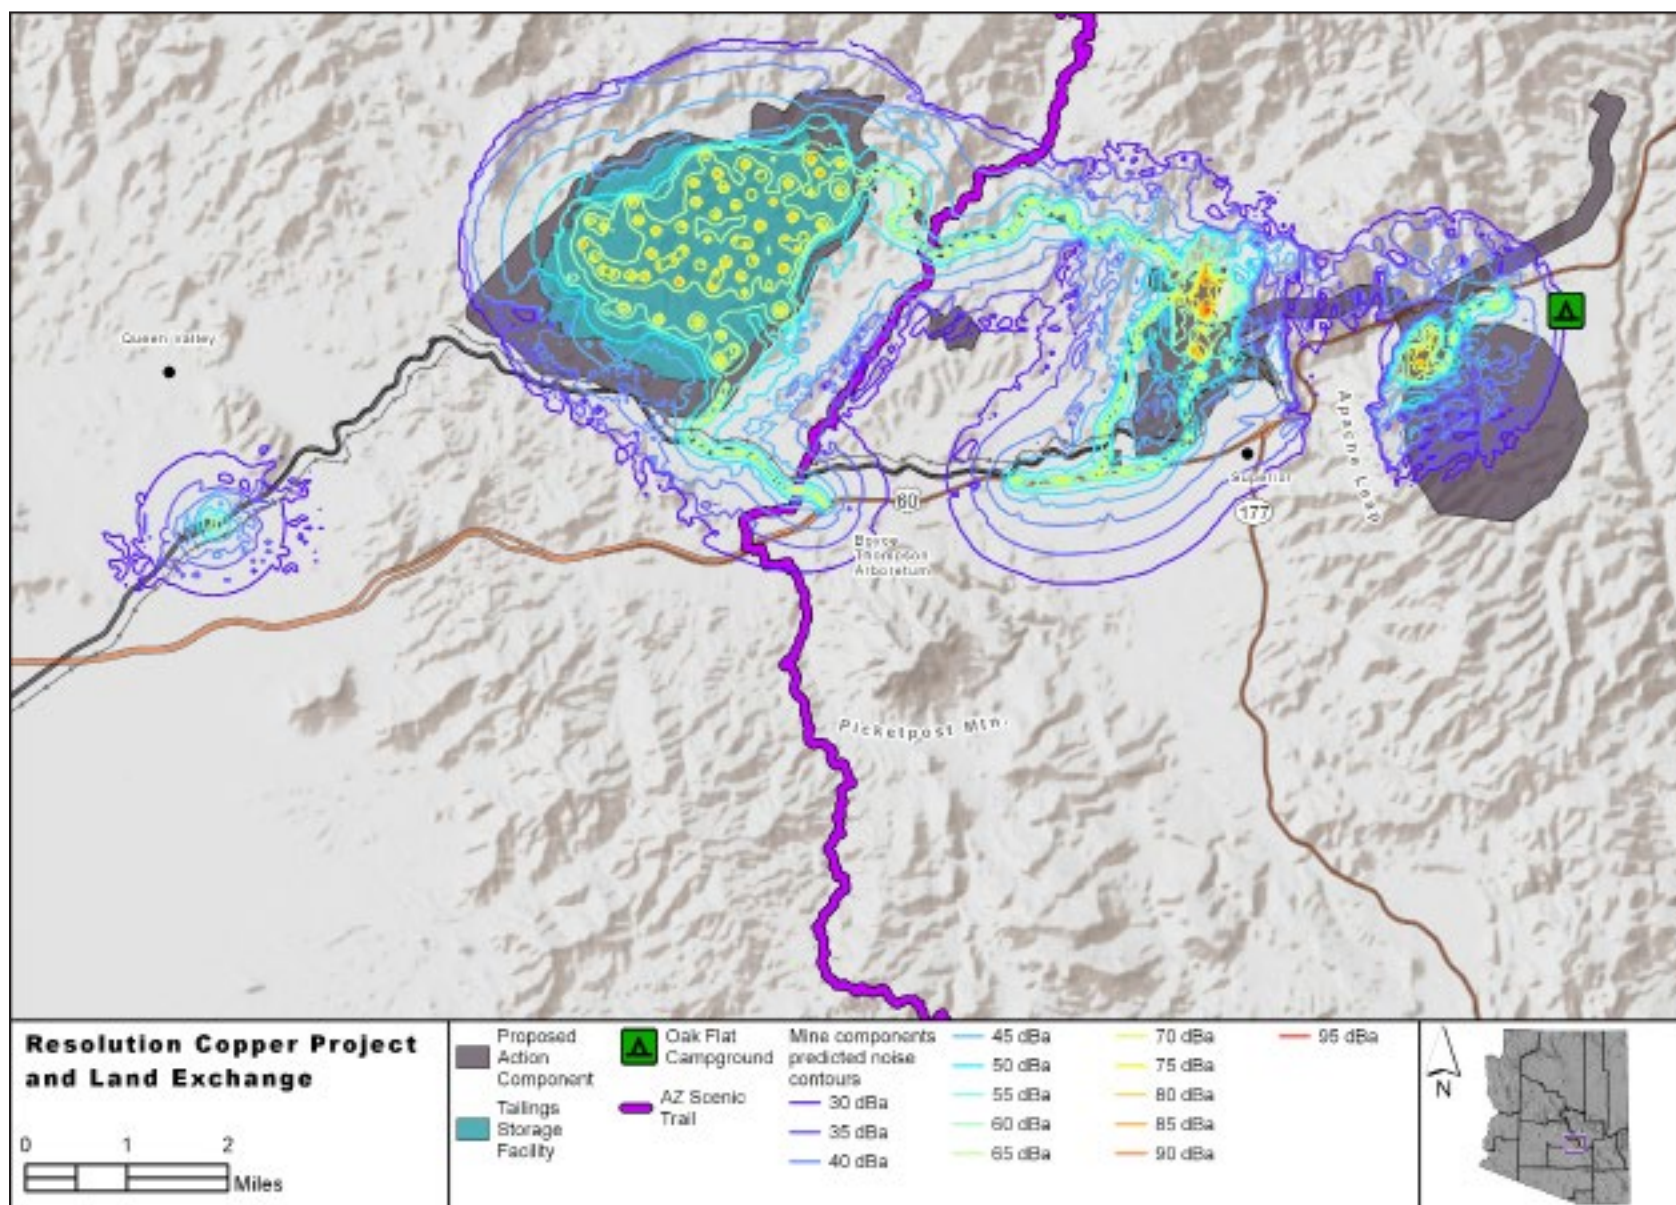 Queen Valley
60
Superior
177
Apache Leap
Boyce
Thompson
Arboretum
Picketpost Mtn.
Resolution Copper Project
and Land Exchange
0 1 2
Miles
Proposed
Action
Component
Tailings
Storage
Facility
Oak Flat
Campground
AZ Scenic
Trail
Mine components
predicted noise
contours
30 dBa
35 dBa
40 dBa
45 dBa
50 dBa
55 dBa
60 dBa
65 dBa
70 dBa
75 dBa
80 dBa
85 dBa
90 dBa
95 dBa
N